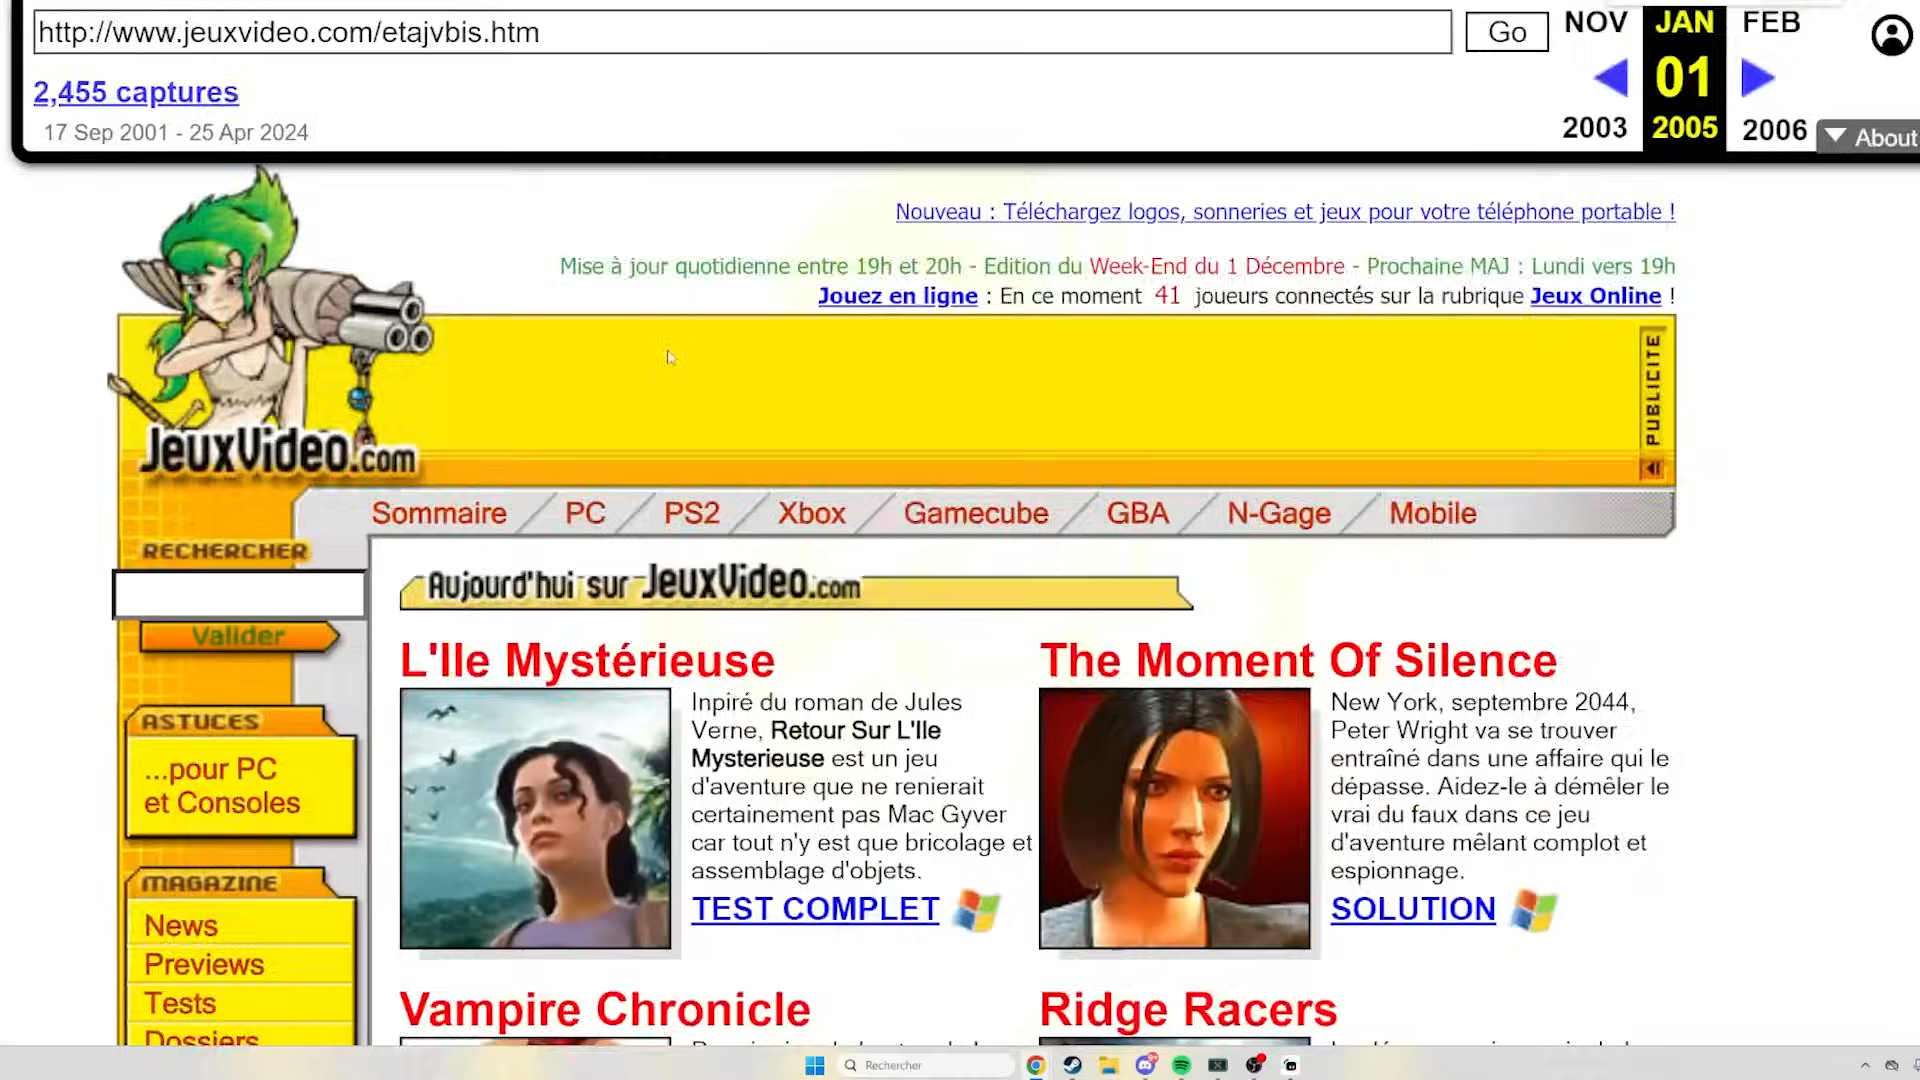 http://www.jeuxvideo.com/etajvbis.htm
Go
NOV JAN FEB
01
2003 2005 2006
2,455 captures
17 Sep 2001 - 25 Apr 2024
About
Nouveau : Téléchargez logos, sonneries et jeux pour votre téléphone portable !
Mise à jour quotidienne entre 19h et 20h - Edition du Week-End du 1 Décembre - Prochaine MAJ : Lundi vers 19h
Jouez en ligne : En ce moment 41 joueurs connectés sur la rubrique Jeux Online !
PUBLICITE
JeuxVideo.com
Sommaire PC PS2 Xbox Gamecube GBA N-Gage Mobile
RECHERCHER
Valider
ASTUCES
...pour PC
et Consoles
MAGAZINE
News
Previews
Tests
Dossiers
Aujourd'hui sur JeuxVideo.com
L'Ile Mystérieuse
Inpiré du roman de Jules
Verne, Retour Sur L'Ile
Mysterieuse est un jeu
d'aventure que ne renierait
certainement pas Mac Gyver
car tout n'y est que bricolage et
assemblage d'objets.
TEST COMPLET
The Moment Of Silence
New York, septembre 2044,
Peter Wright va se trouver
entraîné dans une affaire qui le
dépasse. Aidez-le à démêler le
vrai du faux dans ce jeu
d'aventure mêlant complot et
espionnage.
SOLUTION
Vampire Chronicle
Ridge Racers
Rechercher